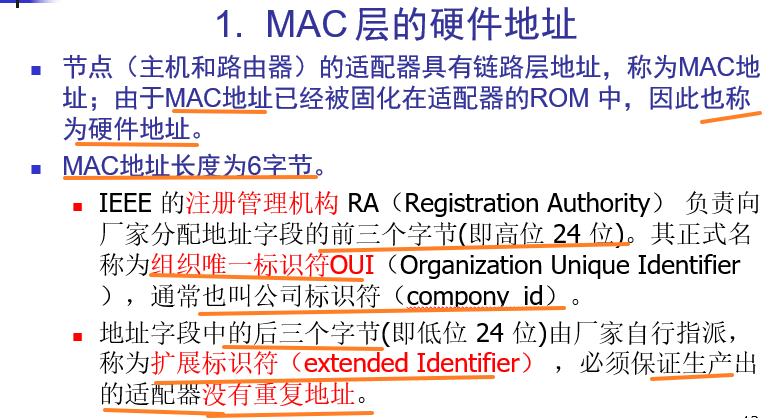 1. MAC 层的硬件地址
节点（主机和路由器）的适配器具有链路层地址，称为MAC地
址；由于MAC地址已经被固化在适配器的ROM 中，因此也称
为硬件地址。
MAC地址长度为6字节。
IEEE 的注册管理机构 RA（Registration Authority） 负责向
厂家分配地址字段的前三个字节(即高位 24 位)。其正式名
称为组织唯一标识符OUI（Organization Unique Identifier
），通常也叫公司标识符（compony_id）。
地址字段中的后三个字节(即低位 24 位)由厂家自行指派，
称为扩展标识符（extended Identifier） ，必须保证生产出
的适配器没有重复地址。